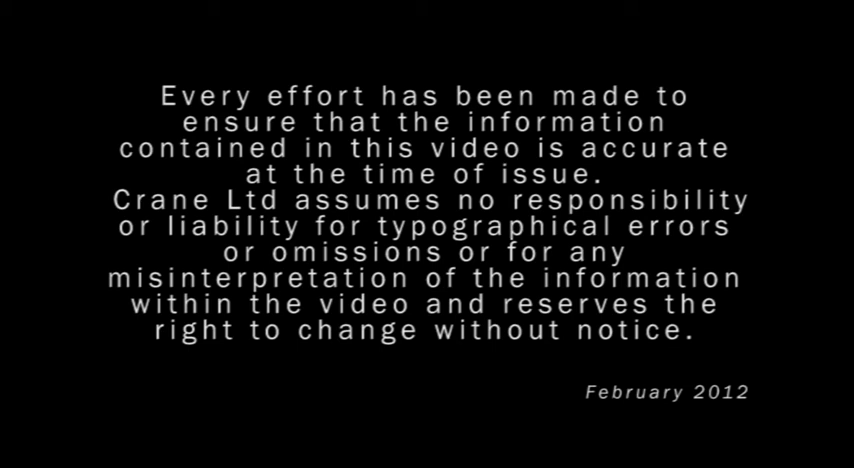 Every effort has been made to
ensure that the information
contained in this video is accurate
at the time of issue.
Crane Ltd assumes no responsibility
or liability for typographical errors
or omissions or for any
misinterpretation of the information
within the video and reserves the
right to change without notice.
February 2012